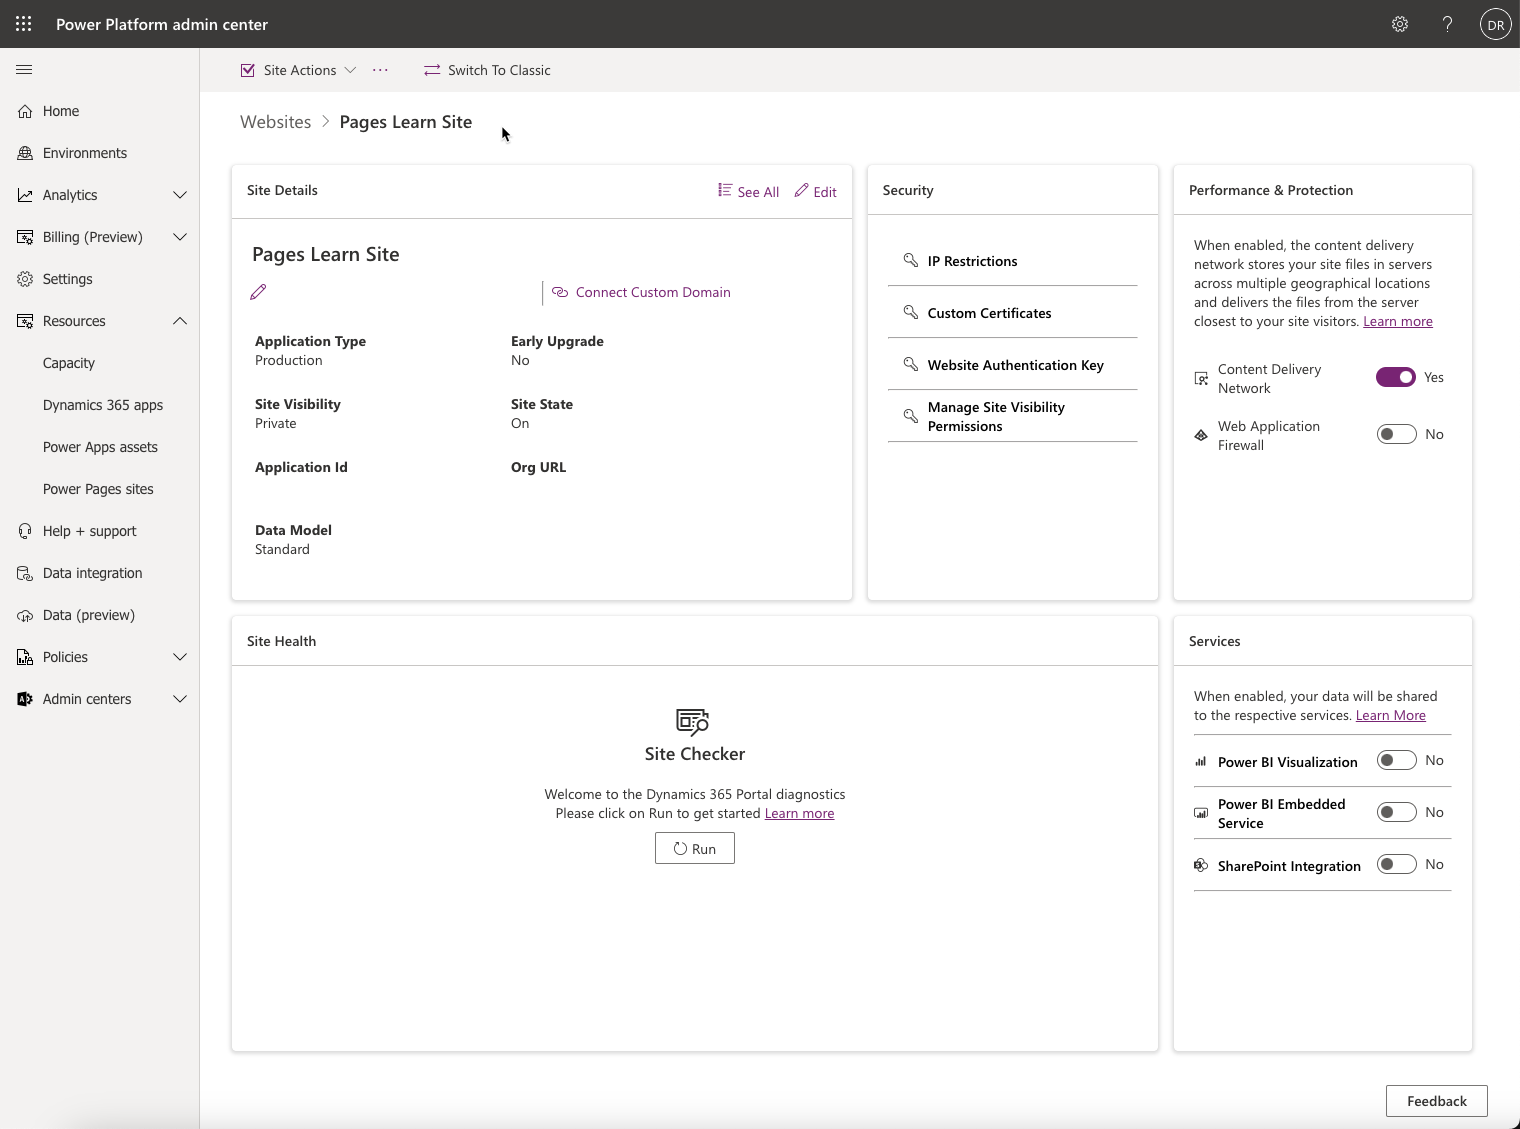 Power Platform admin center
?
DR
Site Actions
Switch To Classic
Home
Environments
Analytics
Billing (Preview)
Settings
Resources
Capacity
Dynamics 365 apps
Power Apps assets
Power Pages sites
Help + support
Data integration
Data (preview)
Policies
Admin centers
Websites > Pages Learn Site
Site Details
See All
Edit
Pages Learn Site
Connect Custom Domain
Application Type
Production
Early Upgrade
No
Site Visibility
Private
Site State
On
Application Id
Org URL
Data Model
Standard
Security
IP Restrictions
Custom Certificates
Website Authentication Key
Manage Site Visibility
Permissions
Performance & Protection
When enabled, the content delivery
network stores your site files in servers
across multiple geographical locations
and delivers the files from the server
closest to your site visitors. Learn more
Content Delivery
Network
Yes
Web Application
Firewall
No
Site Health
Site Checker
Welcome to the Dynamics 365 Portal diagnostics
Please click on Run to get started Learn more
Run
Services
When enabled, your data will be shared
to the respective services. Learn More
Power BI Visualization
No
Power BI Embedded
Service
No
SharePoint Integration
No
Feedback